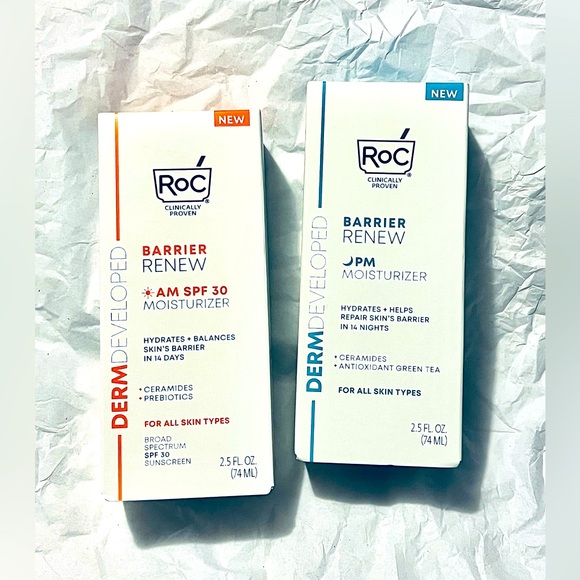 NEW
RoC®
CLINICALLY
PROVEN
BARRIER
RENEW
AM SPF 30
MOISTURIZER
HYDRATES + BALANCES
SKIN'S BARRIER
IN 14 DAYS
+ CERAMIDES
+ PREBIOTICS
FOR ALL SKIN TYPES
BROAD
SPECTRUM
SPF 30
SUNSCREEN
2.5 FL. OZ.
(74 ML)
DERMDEVELOPED
NEW
RoC®
CLINICALLY
PROVEN
BARRIER
RENEW
PM
MOISTURIZER
HYDRATES + HELPS
REPAIR SKIN'S BARRIER
IN 14 NIGHTS
+ CERAMIDES
+ ANTIOXIDANT GREEN TEA
FOR ALL SKIN TYPES
2.5 FL. OZ.
(74 ML)
DERMDEVELOPED